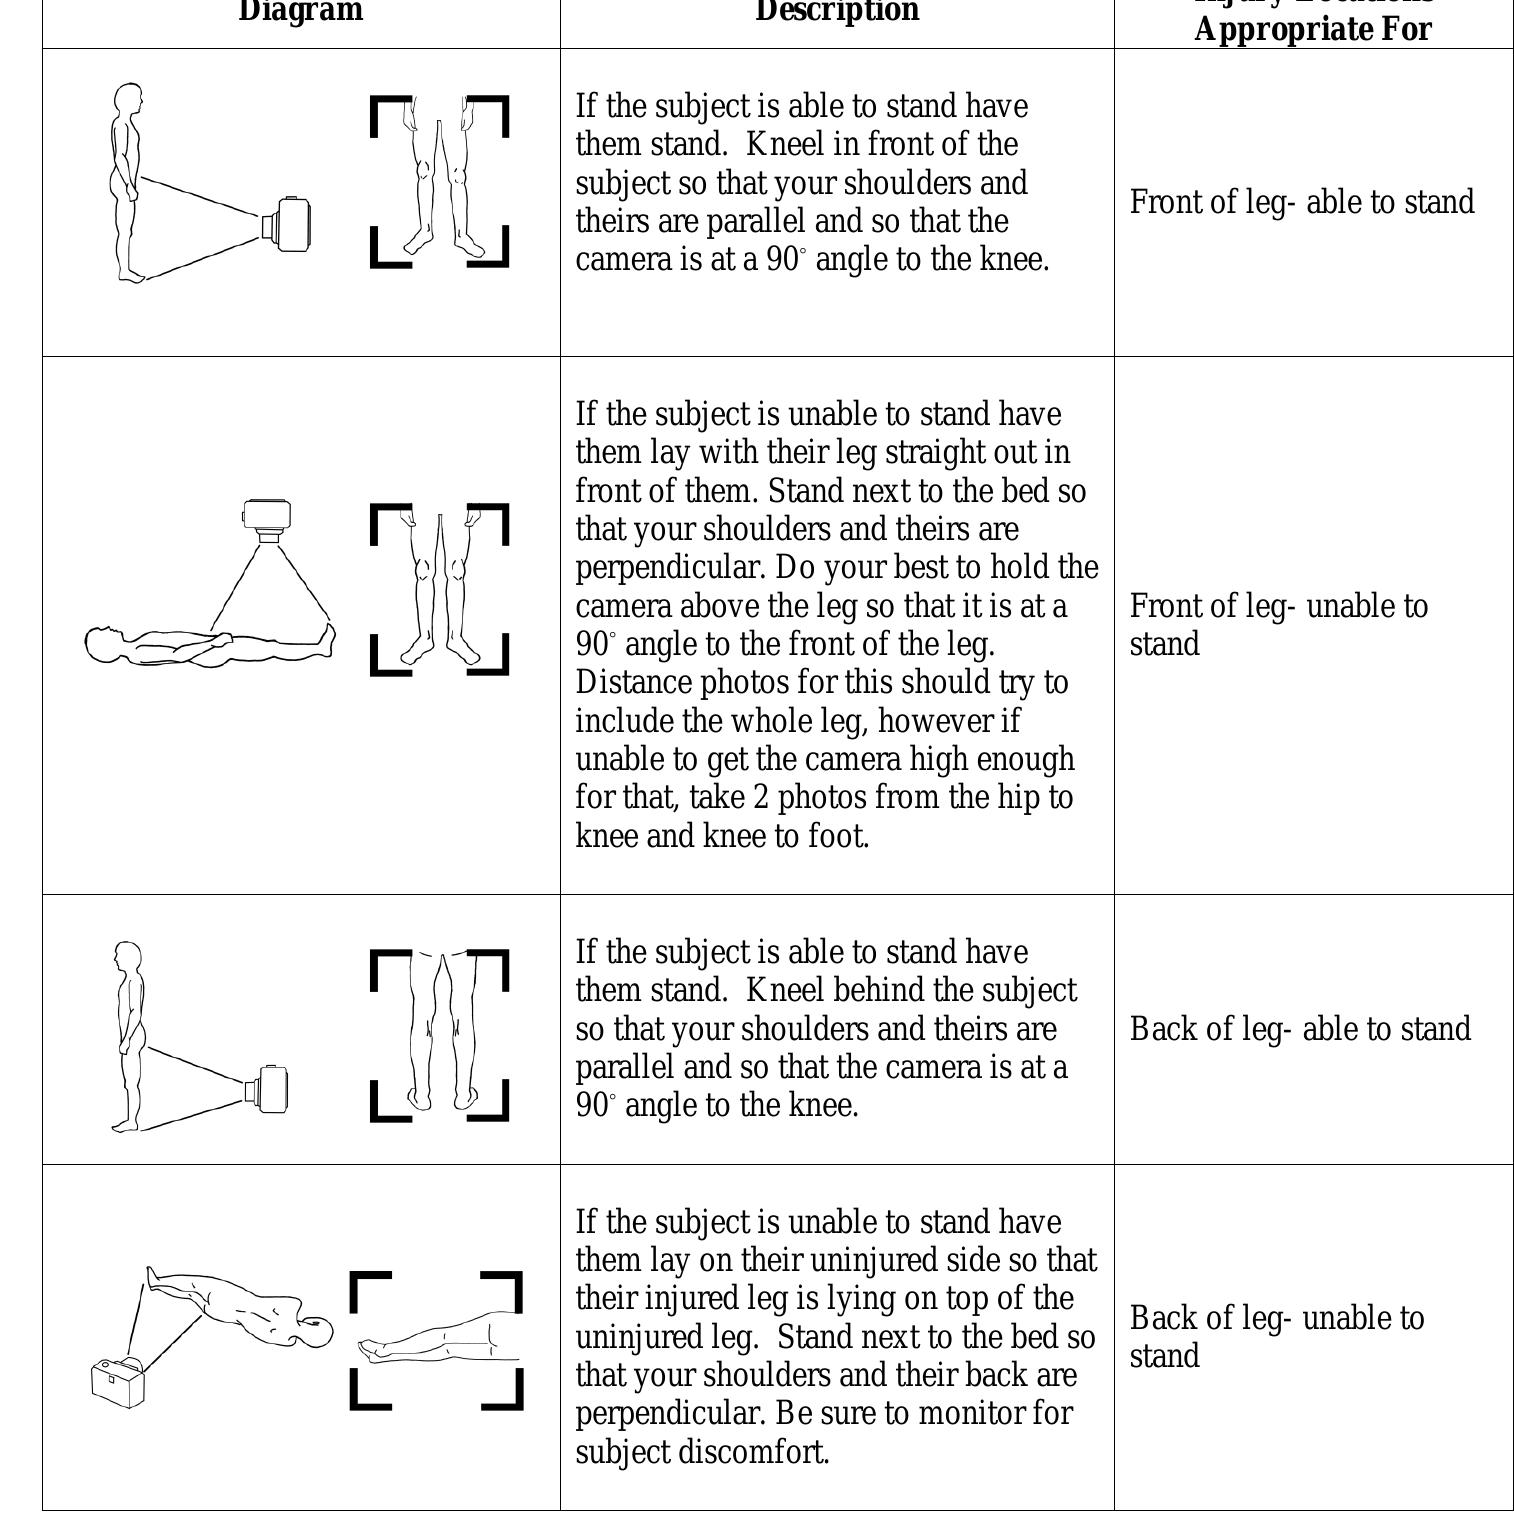 Diagram
Description
Injury Locations
Appropriate For
If the subject is able to stand have
them stand.  Kneel in front of the
subject so that your shoulders and
theirs are parallel and so that the
camera is at a 90° angle to the knee.
Front of leg- able to stand
If the subject is unable to stand have
them lay with their leg straight out in
front of them. Stand next to the bed so
that your shoulders and theirs are
perpendicular. Do your best to hold the
camera above the leg so that it is at a
90° angle to the front of the leg.
Distance photos for this should try to
include the whole leg, however if
unable to get the camera high enough
for that, take 2 photos from the hip to
knee and knee to foot.
Front of leg- unable to
stand
If the subject is able to stand have
them stand.  Kneel behind the subject
so that your shoulders and theirs are
parallel and so that the camera is at a
90° angle to the knee.
Back of leg- able to stand
If the subject is unable to stand have
them lay on their uninjured side so that
their injured leg is lying on top of the
uninjured leg.  Stand next to the bed so
that your shoulders and their back are
perpendicular. Be sure to monitor for
subject discomfort.
Back of leg- unable to
stand